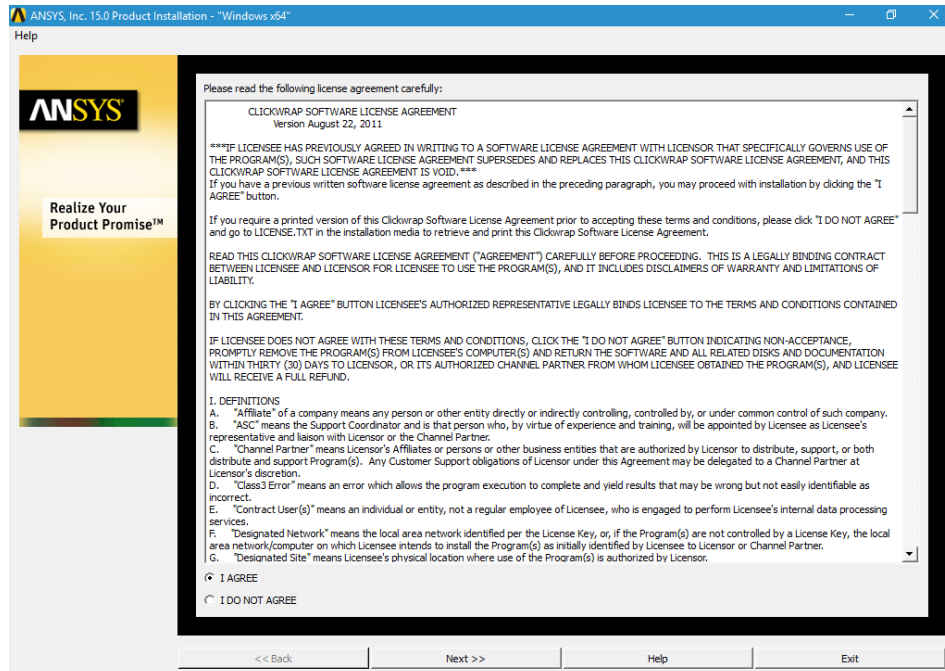 ANSYS, Inc. 15.0 Product Installation - "Windows x64"
Help
ANSYS®
Realize Your
Product Promise™
Please read the following license agreement carefully:
CLICKWRAP SOFTWARE LICENSE AGREEMENT
Version August 22, 2011
***IF LICENSEE HAS PREVIOUSLY AGREED IN WRITING TO A SOFTWARE LICENSE AGREEMENT WITH LICENSOR THAT SPECIFICALLY GOVERNS USE OF
THE PROGRAM(S), SUCH SOFTWARE LICENSE AGREEMENT SUPERSEDES AND REPLACES THIS CLICKWRAP SOFTWARE LICENSE AGREEMENT, AND THIS
CLICKWRAP SOFTWARE LICENSE AGREEMENT IS VOID.***
If you have a previous written software license agreement as described in the preceding paragraph, you may proceed with installation by clicking the "I
AGREE" button.
If you require a printed version of this Clickwrap Software License Agreement prior to accepting these terms and conditions, please click "I DO NOT AGREE"
and go to LICENSE.TXT in the installation media to retrieve and print this Clickwrap Software License Agreement.
READ THIS CLICKWRAP SOFTWARE LICENSE AGREEMENT ("AGREEMENT") CAREFULLY BEFORE PROCEEDING. THIS IS A LEGALLY BINDING CONTRACT
BETWEEN LICENSEE AND LICENSOR FOR LICENSEE TO USE THE PROGRAM(S), AND IT INCLUDES DISCLAIMERS OF WARRANTY AND LIMITATIONS OF
LIABILITY.
BY CLICKING THE "I AGREE" BUTTON LICENSEE'S AUTHORIZED REPRESENTATIVE LEGALLY BINDS LICENSEE TO THE TERMS AND CONDITIONS CONTAINED
IN THIS AGREEMENT.
IF LICENSEE DOES NOT AGREE WITH THESE TERMS AND CONDITIONS, CLICK THE "I DO NOT AGREE" BUTTON INDICATING NON-ACCEPTANCE,
PROMPTLY REMOVE THE PROGRAM(S) FROM LICENSEE'S COMPUTER(S) AND RETURN THE SOFTWARE AND ALL RELATED DISKS AND DOCUMENTATION
WITHIN THIRTY (30) DAYS TO LICENSOR, OR ITS AUTHORIZED CHANNEL PARTNER FROM WHOM LICENSEE OBTAINED THE PROGRAM(S), AND LICENSEE
WILL RECEIVE A FULL REFUND.
I. DEFINITIONS
A. "Affiliate" of a company means any person or other entity directly or indirectly controlling, controlled by, or under common control of such company.
B. "ASC" means the Support Coordinator and is that person who, by virtue of experience and training, will be appointed by Licensee as Licensee's
representative and liaison with Licensor or the Channel Partner.
C. "Channel Partner" means Licensor's Affiliates or persons or other business entities that are authorized by Licensor to distribute, support, or both
distribute and support Program(s). Any Customer Support obligations of Licensor under this Agreement may be delegated to a Channel Partner at
Licensor's discretion.
D. "Class3 Error" means an error which allows the program execution to complete and yield results that may be wrong but not easily identifiable as
incorrect.
E. "Contract User(s)" means an individual or entity, not a regular employee of Licensee, who is engaged to perform Licensee's internal data processing
services.
F. "Designated Network" means the local area network identified per the License Key, or, if the Program(s) are not controlled by a License Key, the local
area network/computer on which Licensee intends to install the Program(s) as initially identified by Licensee to Licensor or Channel Partner.
G. "Designated Site" means Licensee's physical location where use of the Program(s) is authorized by Licensor.
I AGREE
I DO NOT AGREE
<< Back
Next >>
Help
Exit